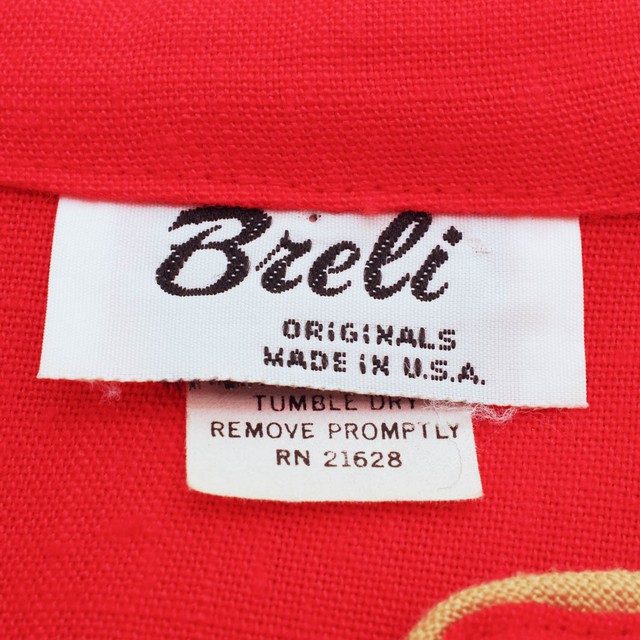 Breli
ORIGINALS
MADE IN U.S.A.
TUMBLE DRY
REMOVE PROMPTLY
RN 21628